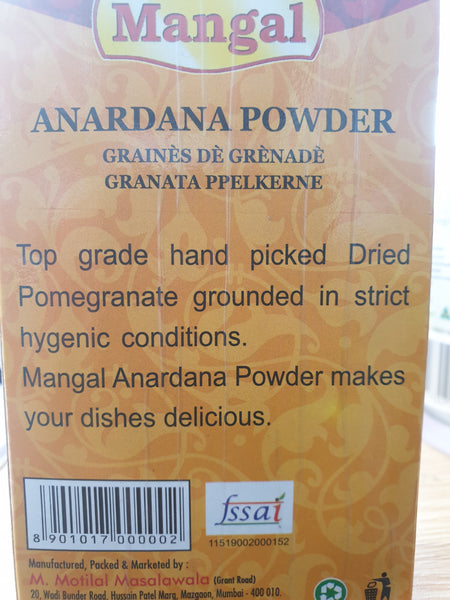 Mangal
ANARDANA POWDER
GRAINÈS DÈ GRÈNADÈ
GRANATA PPELKERNE
Top grade hand picked Dried
Pomegranate grounded in strict
hygenic conditions.
Mangal Anardana Powder makes
your dishes delicious.
8 901017 000002
fssai
11519002000152
Manufactured, Packed & Marketed by :
M. Motilal Masalawala (Grant Road)
20, Wadi Bunder Road, Hussain Patel Marg, Mazgaon, Mumbai - 400 010.